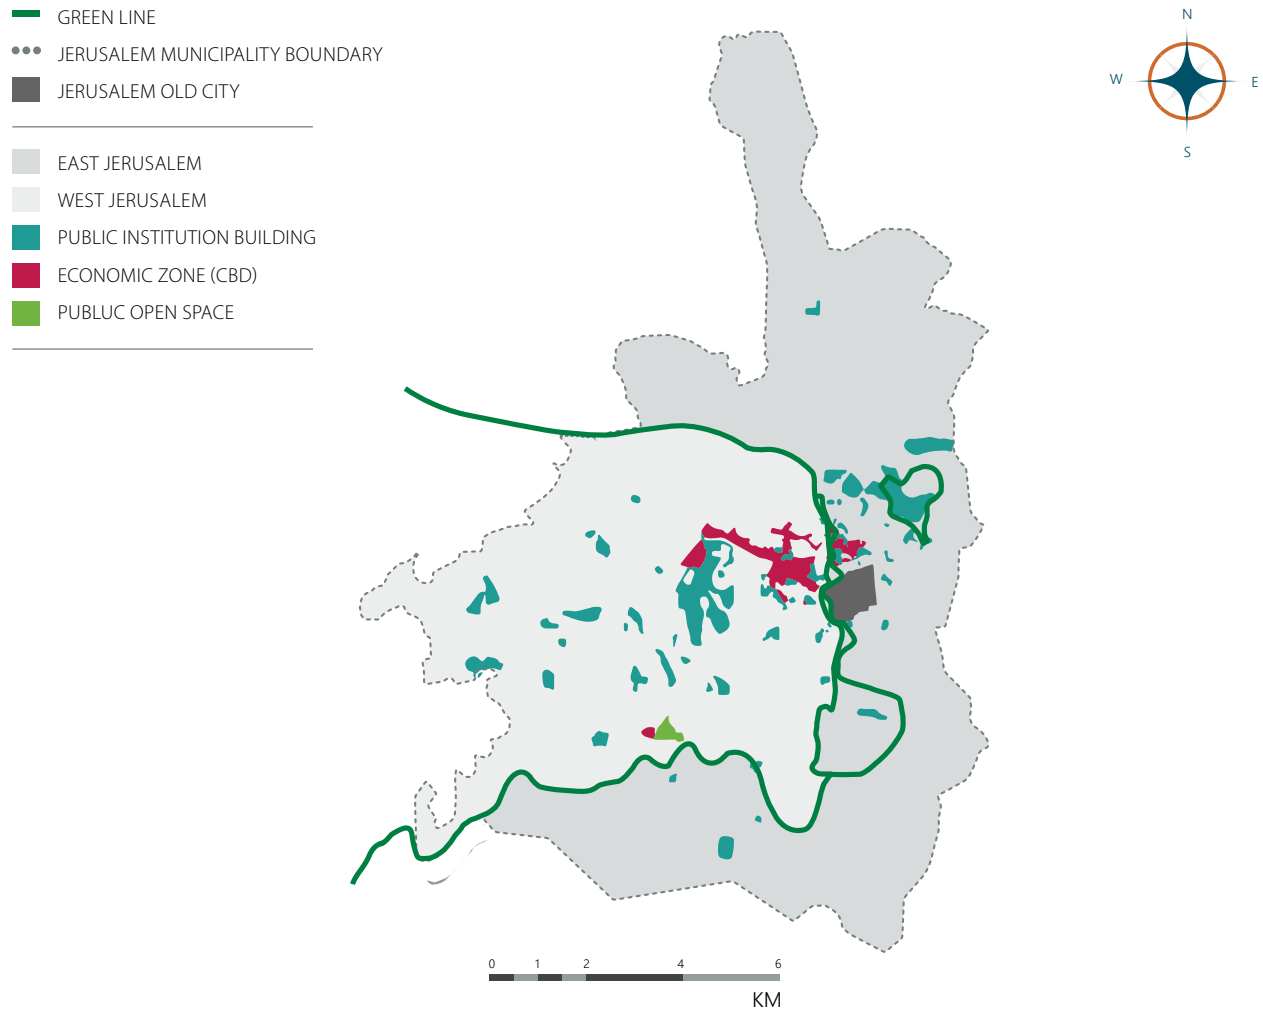 GREEN LINE
JERUSALEM MUNICIPALITY BOUNDARY
JERUSALEM OLD CITY
EAST JERUSALEM
WEST JERUSALEM
PUBLIC INSTITUTION BUILDING
ECONOMIC ZONE (CBD)
PUBLUC OPEN SPACE
N
W
E
S
0 1 2 4 6
KM